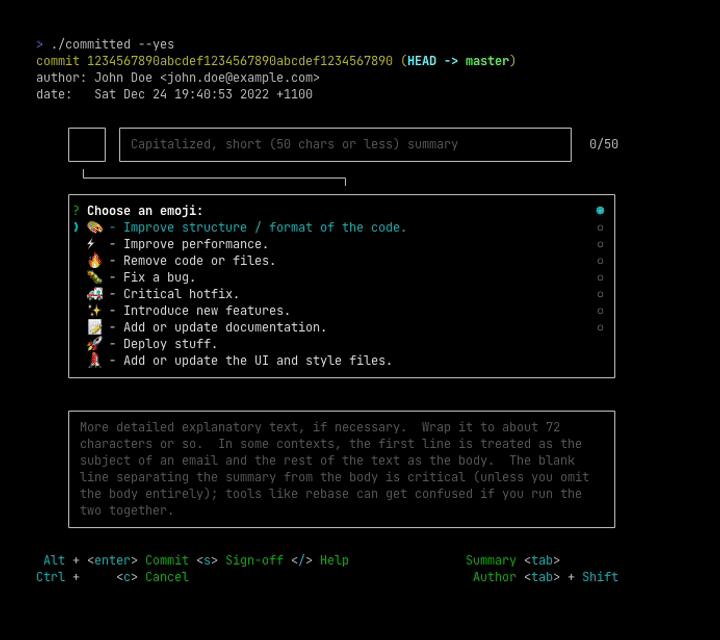 > ./committed --yes
commit 1234567890abcdef1234567890abcdef1234567890 (HEAD -> master)
author: John Doe <john.doe@example.com>
date:   Sat Dec 24 19:40:53 2022 +1100
Capitalized, short (50 chars or less) summary 0/50
? Choose an emoji:
❯ 🎨 - Improve structure / format of the code.
⚡ - Improve performance.
🔥 - Remove code or files.
🐛 - Fix a bug.
🚑 - Critical hotfix.
✨ - Introduce new features.
📝 - Add or update documentation.
🚀 - Deploy stuff.
💄 - Add or update the UI and style files.
More detailed explanatory text, if necessary.  Wrap it to about 72
characters or so.  In some contexts, the first line is treated as the
subject of an email and the rest of the text as the body.  The blank
line separating the summary from the body is critical (unless you omit
the body entirely); tools like rebase can get confused if you run the
two together.
Alt + <enter> Commit <s> Sign-off </> Help Summary <tab>
Ctrl +     <c> Cancel Author <tab> + Shift